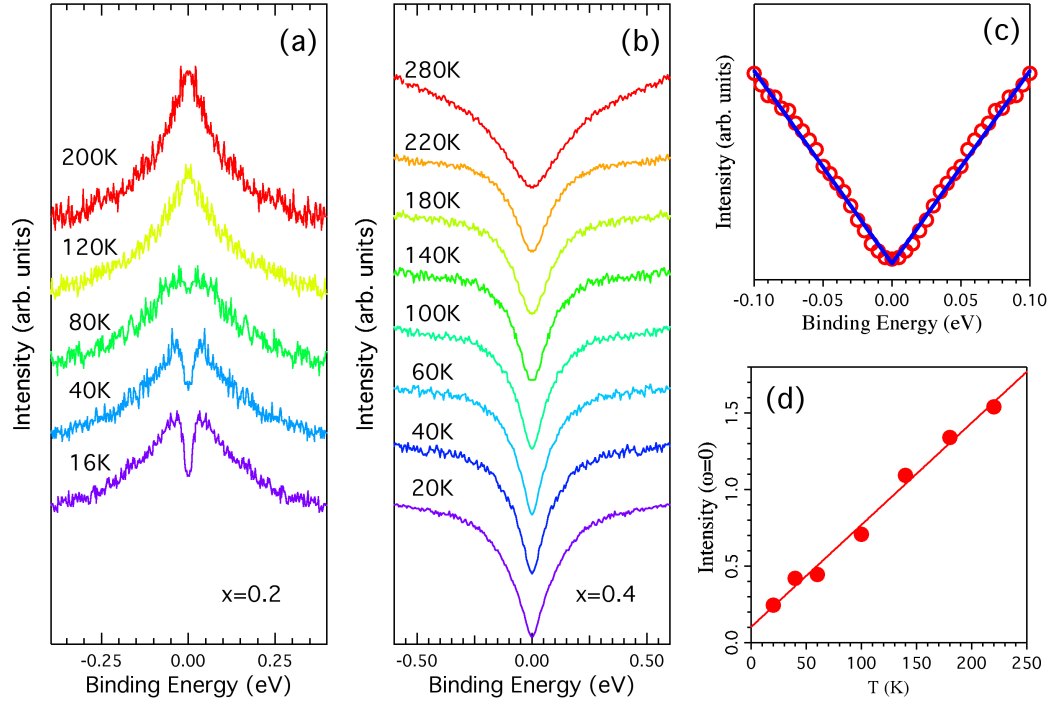 (a)
200K
120K
80K
40K
16K
x=0.2
-0.25 0.00 0.25
Binding Energy (eV)
Intensity (arb. units)
(b)
280K
220K
180K
140K
100K
60K
40K
20K
x=0.4
-0.50 0.00 0.50
Binding Energy (eV)
Intensity (arb. units)
(c)
-0.10 -0.05 0.00 0.05 0.10
Binding Energy (eV)
Intensity (arb. units)
(d)
1.5
1.0
0.5
0.0
0 50 100 150 200 250
T (K)
Intensity (ω=0)